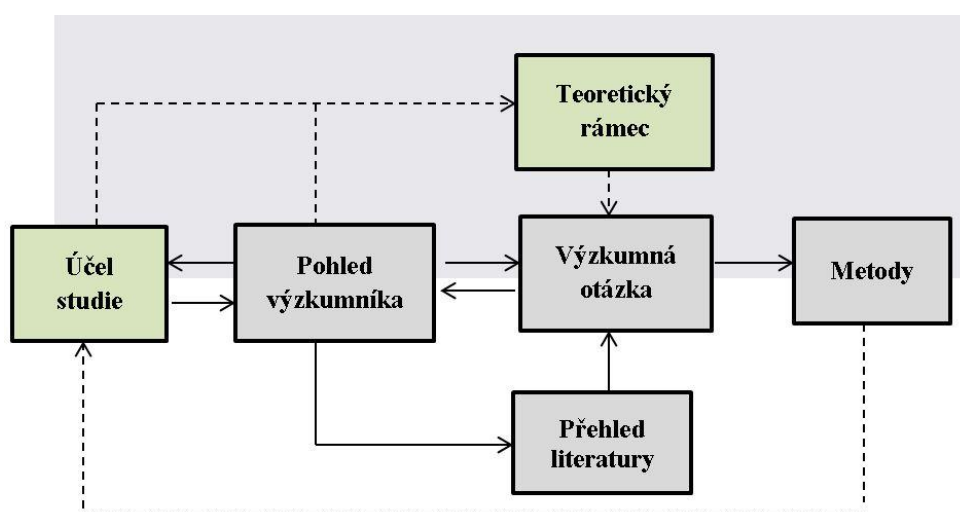 Teoretický
rámec
Účel
studie
Pohled
výzkumníka
Výzkumná
otázka
Metody
Přehled
literatury